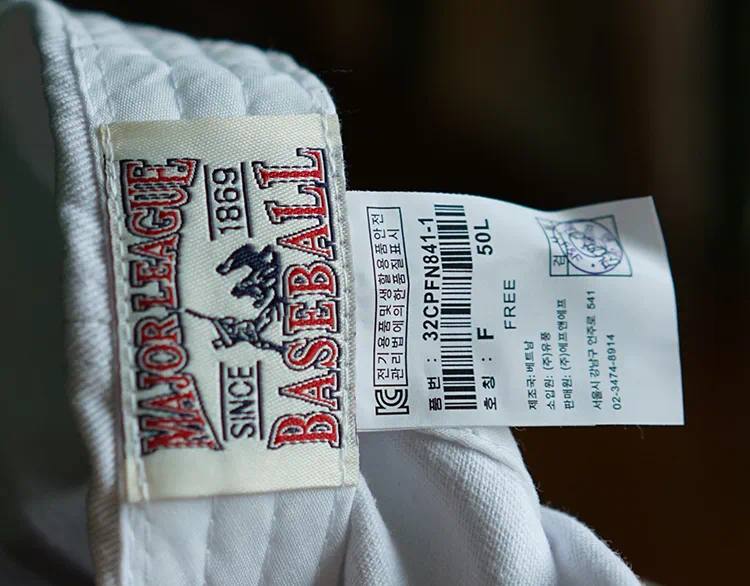 MAJOR LEAGUE
SINCE 1869
BASEBALL
전기용품및생활용품안전
관리법에의한품질표시
품번 : 32CPFN841-1
50L
호칭 : F
FREE
제조국: 베트남
소입원: (주)유풍
판매원: (주)에프앤에프
서울시 강남구 언주로 541
02-3474-8914